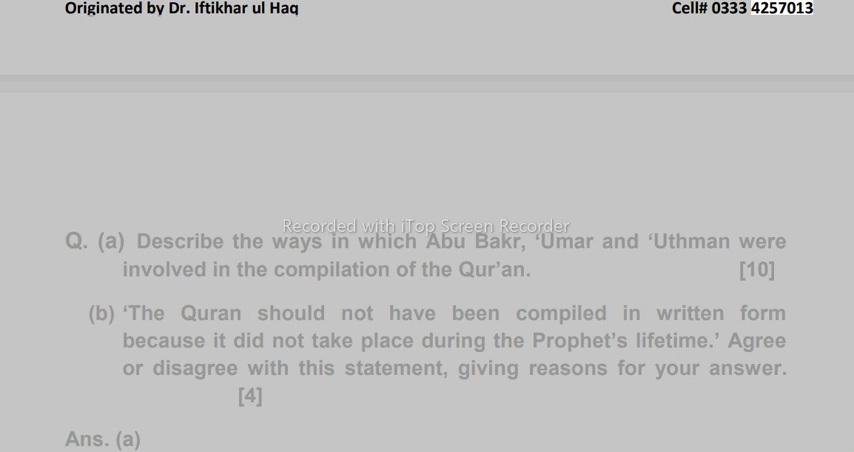 Originated by Dr. Iftikhar ul Haq Cell# 0333 4257013
Recorded with iTop Screen Recorder
Q. (a) Describe the ways in which Abu Bakr, ‘Umar and ‘Uthman were
involved in the compilation of the Qur’an. [10]
(b) ‘The Quran should not have been compiled in written form
because it did not take place during the Prophet’s lifetime.’ Agree
or disagree with this statement, giving reasons for your answer.
[4]
Ans. (a)